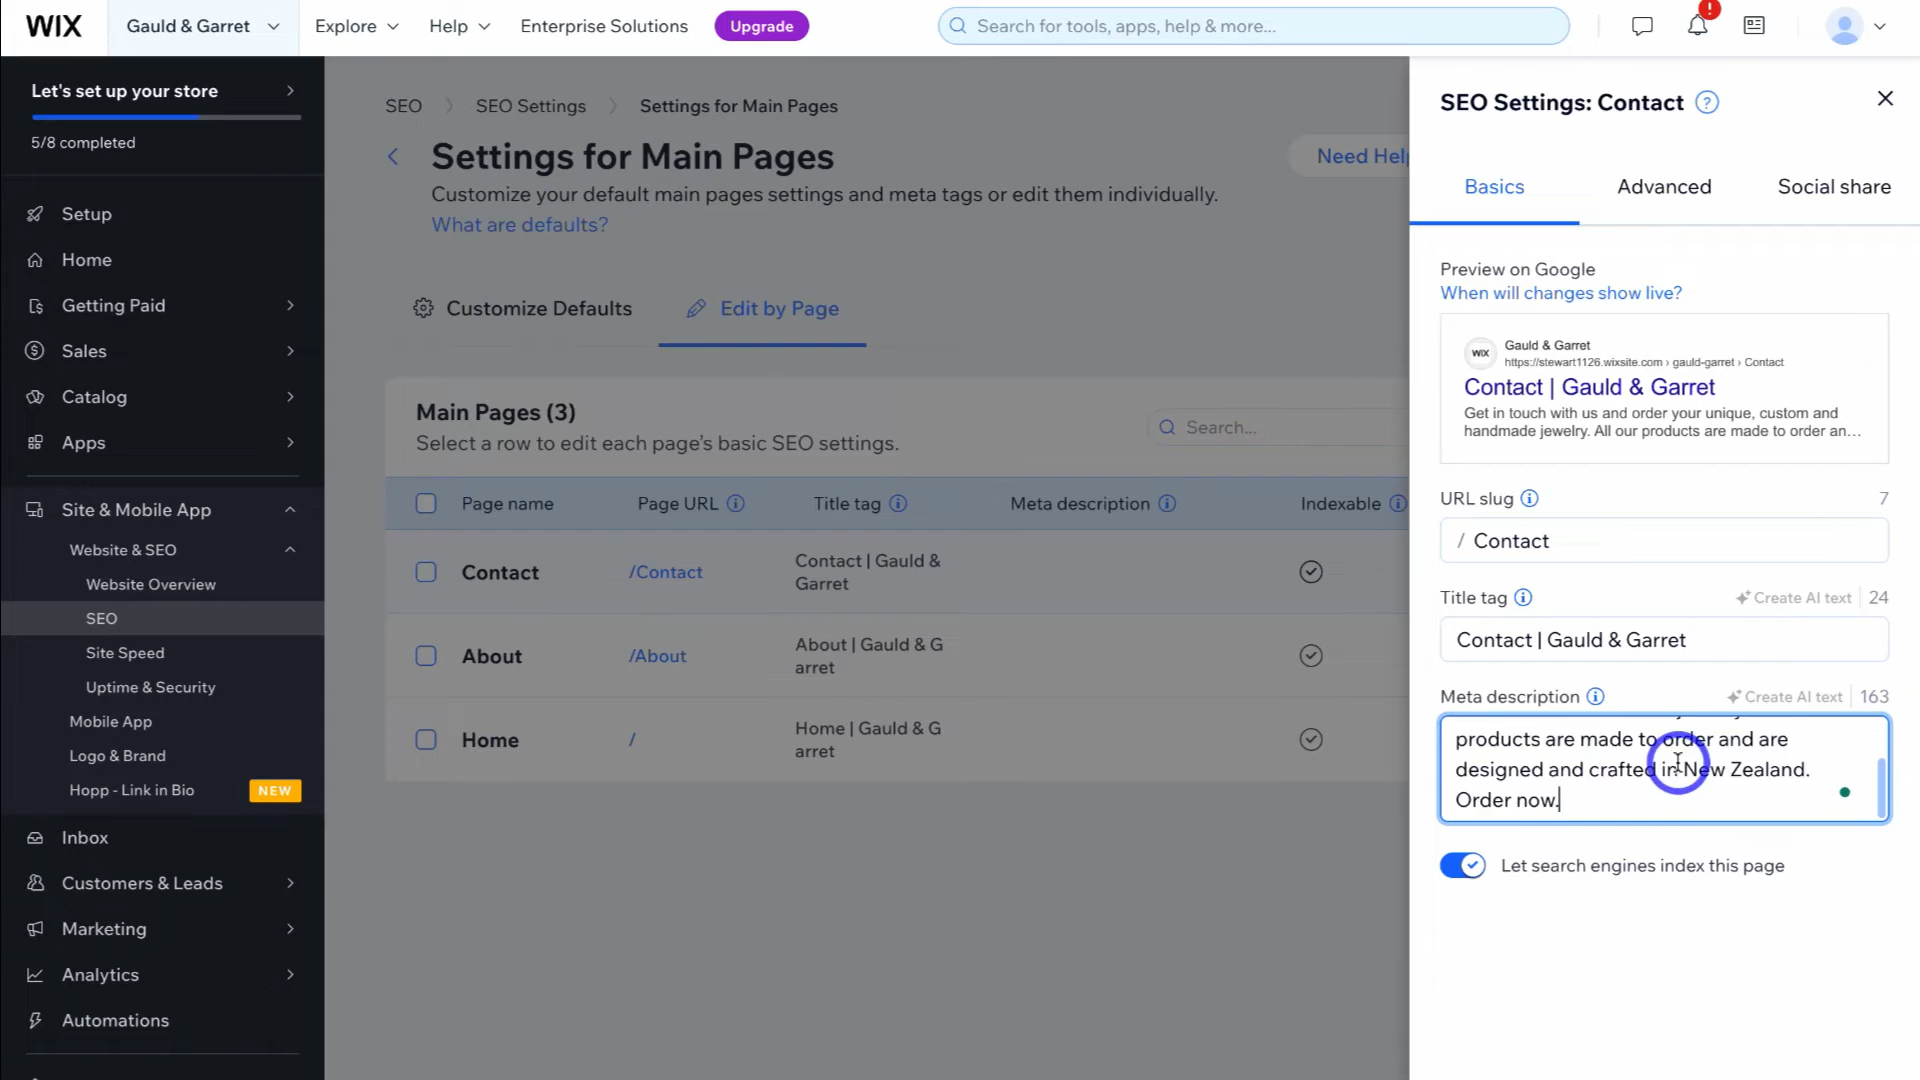 WIX Gauld & Garret Explore Help Enterprise Solutions Upgrade Search for tools, apps, help & more... !
Let's set up your store
5/8 completed
Setup
Home
Getting Paid
Sales
Catalog
Apps
Site & Mobile App
Website & SEO
Website Overview
SEO
Site Speed
Uptime & Security
Mobile App
Logo & Brand
Hopp - Link in Bio NEW
Inbox
Customers & Leads
Marketing
Analytics
Automations
SEO SEO Settings Settings for Main Pages
Settings for Main Pages
Need Help
Customize your default main pages settings and meta tags or edit them individually.
What are defaults?
Customize Defaults Edit by Page
Main Pages (3)
Select a row to edit each page's basic SEO settings.
Search...
Page name Page URL Title tag Meta description Indexable
Contact /Contact Contact | Gauld &
Garret
About /About About | Gauld & G
arret
Home / Home | Gauld & G
arret
SEO Settings: Contact ?
Basics Advanced Social share
Preview on Google
When will changes show live?
WIX Gauld & Garret
https://stewart1126.wixsite.com › gauld-garret › Contact
Contact | Gauld & Garret
Get in touch with us and order your unique, custom and
handmade jewelry. All our products are made to order an...
URL slug 7
/ Contact
Title tag Create AI text 24
Contact | Gauld & Garret
Meta description Create AI text 163
products are made to order and are
designed and crafted in New Zealand.
Order now.
Let search engines index this page